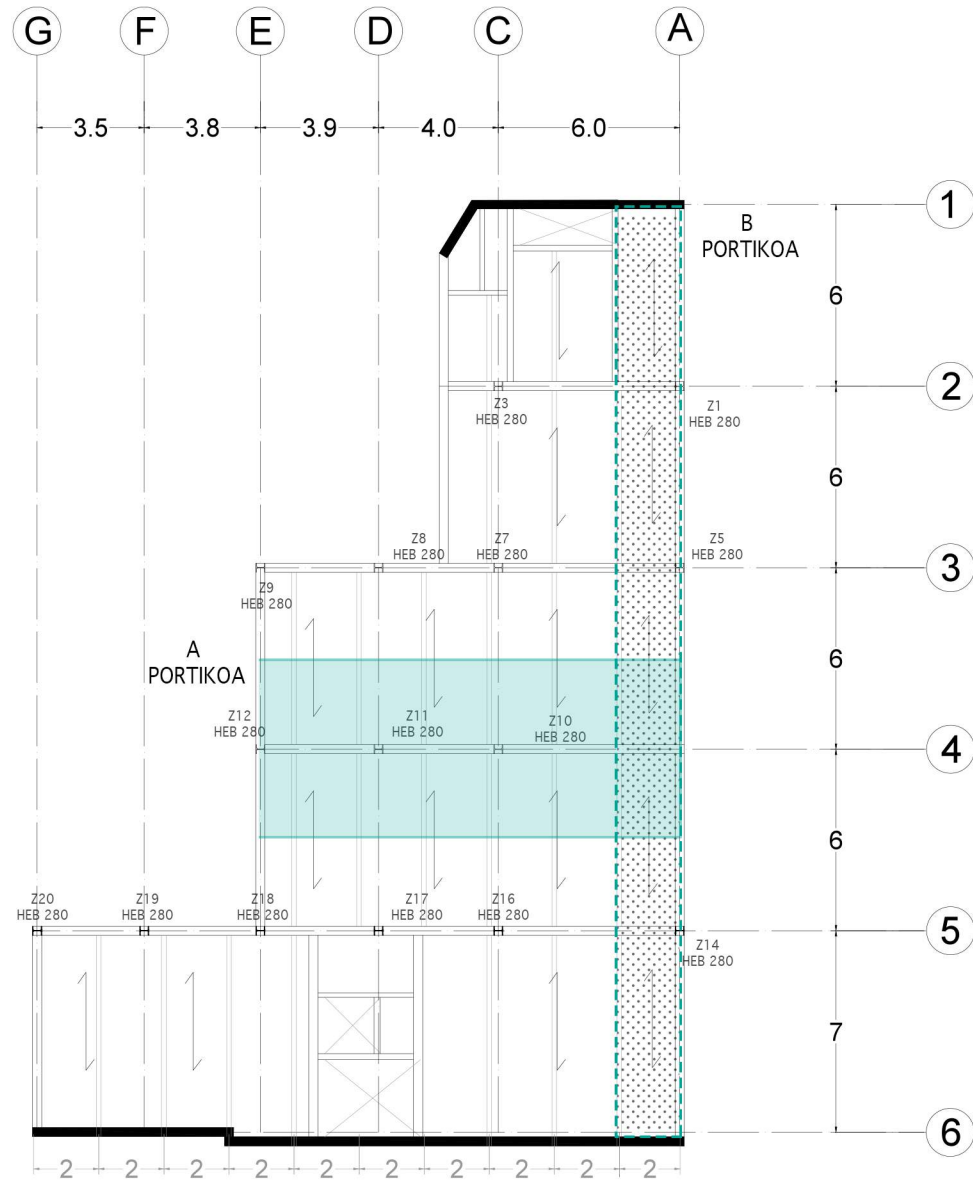 G F E D C A
3.5 3.8 3.9 4.0 6.0
1
B
PORTIKOA
6
2
Z3
HEB 280
Z1
HEB 280
6
Z8
HEB 280
Z7
HEB 280
Z5
HEB 280
3
Z9
HEB 280
A
PORTIKOA
6
Z12
HEB 280
Z11
HEB 280
Z10
HEB 280
4
6
Z20
HEB 280
Z19
HEB 280
Z18
HEB 280
Z17
HEB 280
Z16
HEB 280
5
Z14
HEB 280
7
6
2 2 2 2 2 2 2 2 2 2